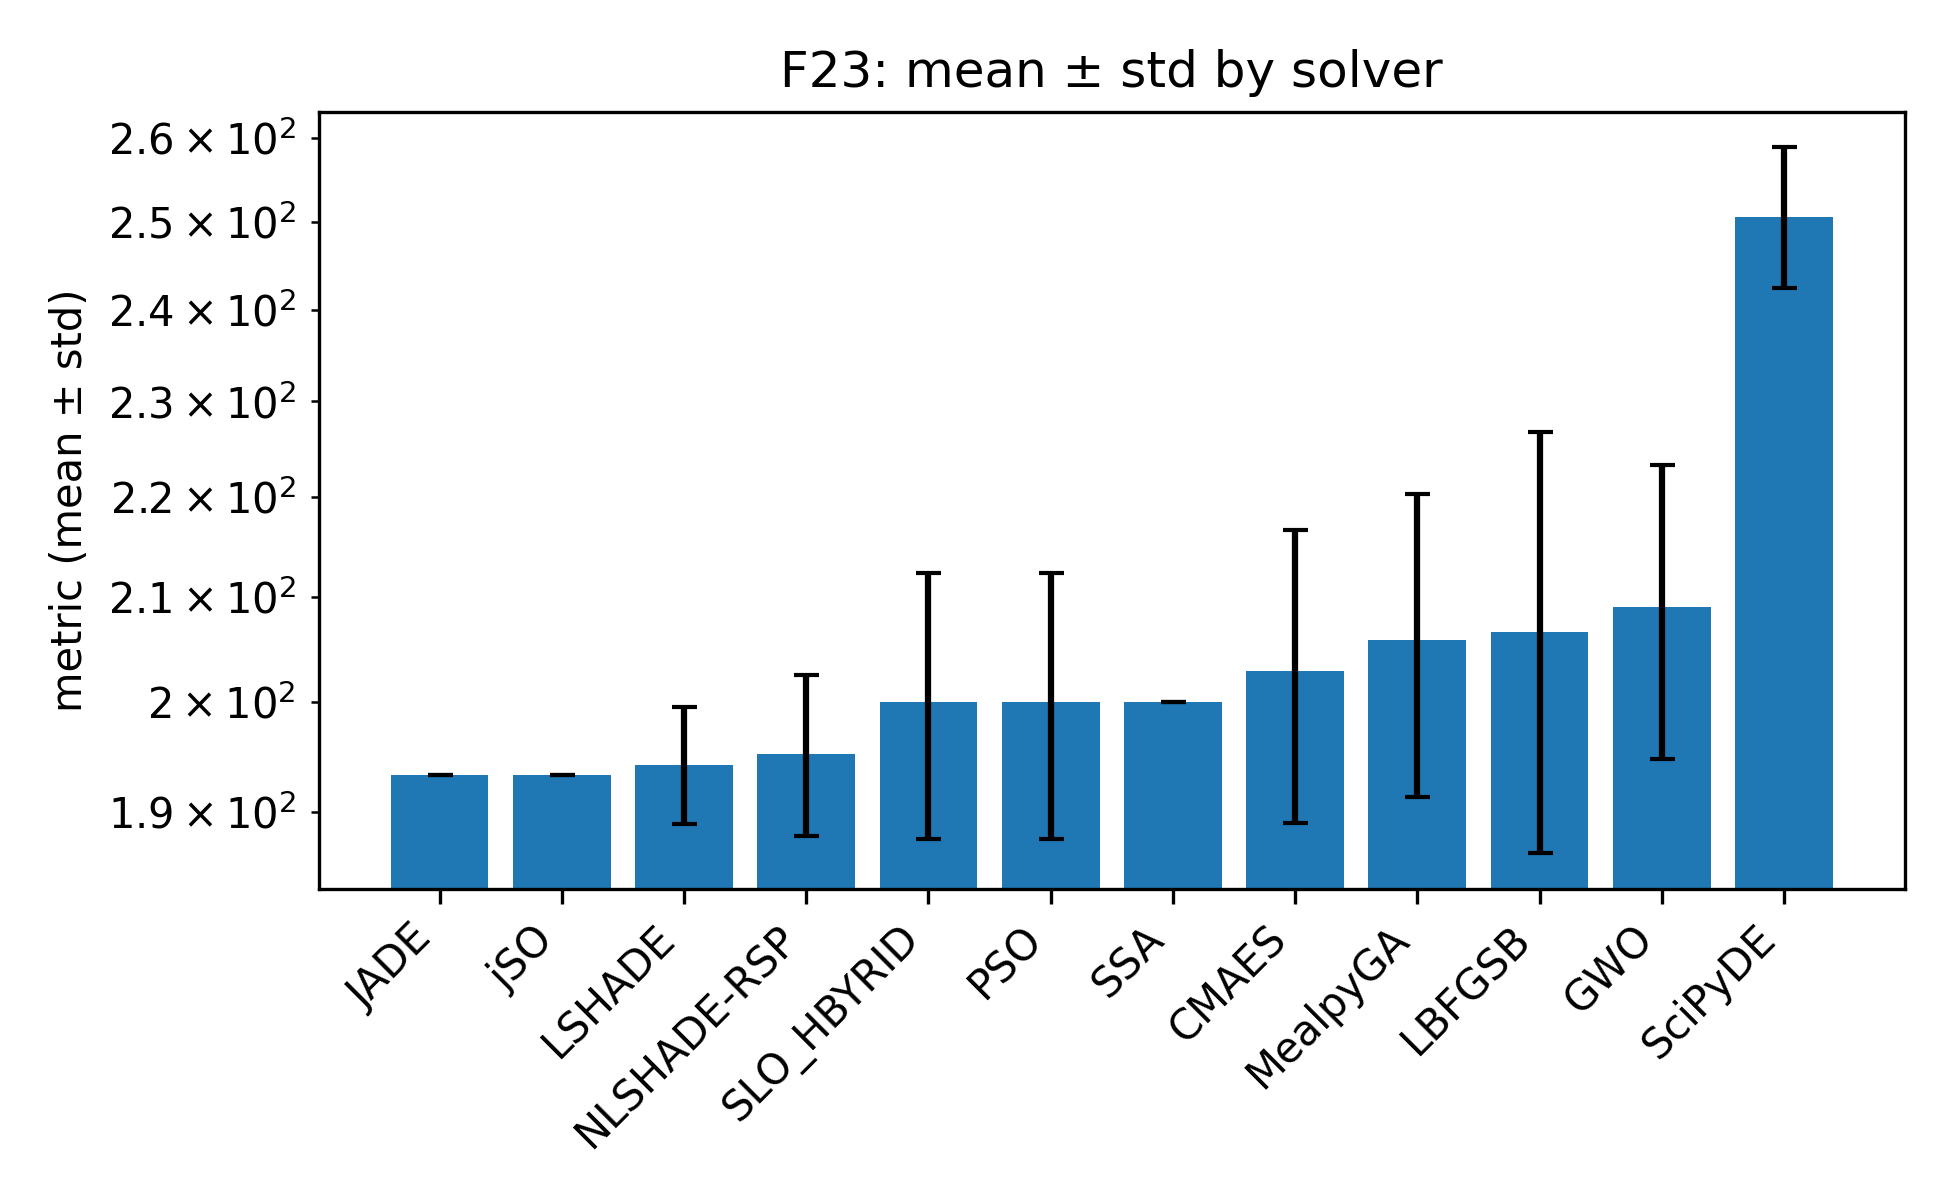 F23: mean ± std by solver
metric (mean ± std)
2.6 × 10²
2.5 × 10²
2.4 × 10²
2.3 × 10²
2.2 × 10²
2.1 × 10²
2 × 10²
1.9 × 10²
JADE
jSO
LSHADE
NLSHADE-RSP
SLO_HBYRID
PSO
SSA
CMAES
MealpyGA
LBFGSB
GWO
SciPyDE